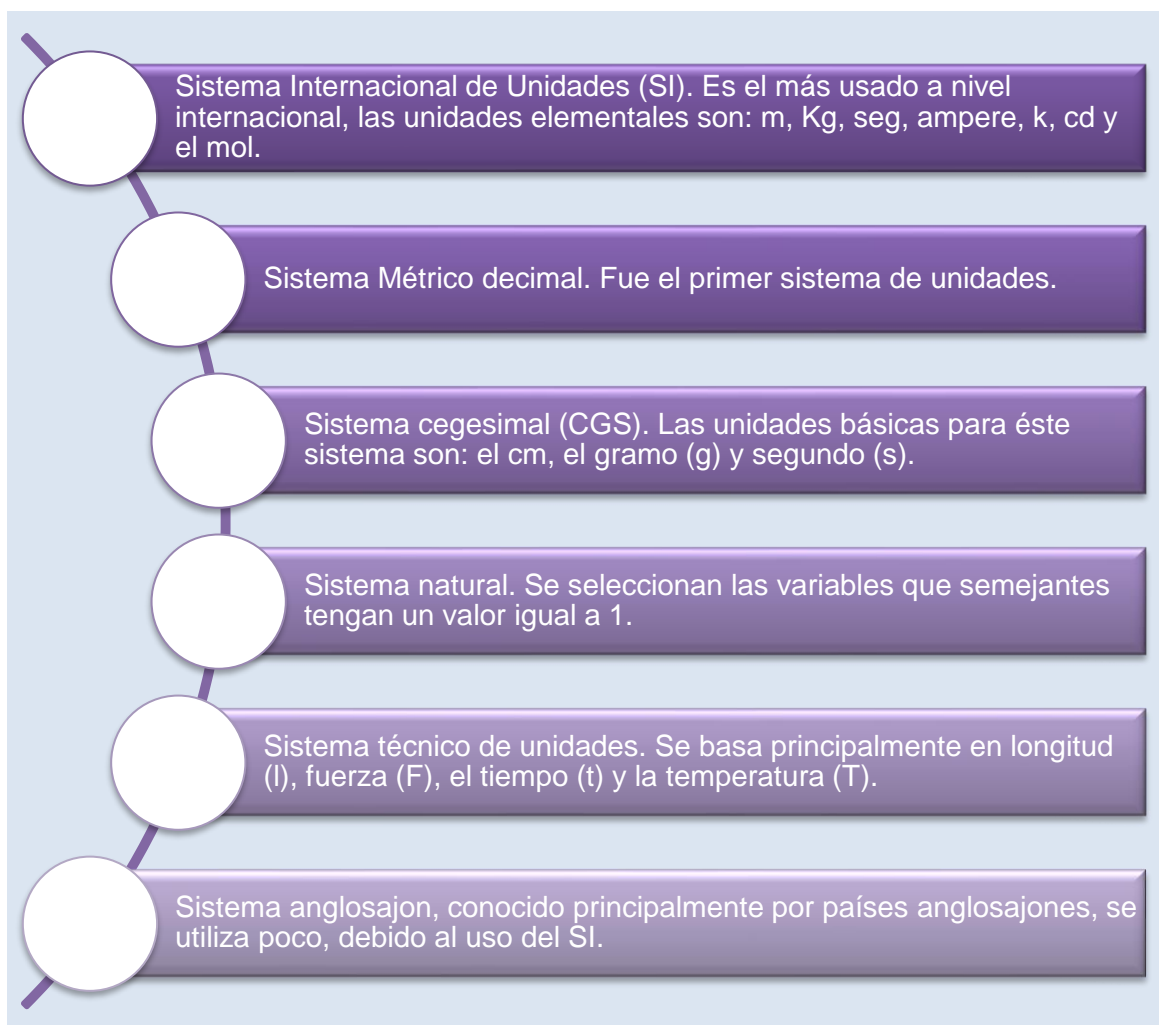 Sistema Internacional de Unidades (SI). Es el más usado a nivel
internacional, las unidades elementales son: m, Kg, seg, ampere, k, cd y
el mol.
Sistema Métrico decimal. Fue el primer sistema de unidades.
Sistema cegesimal (CGS). Las unidades básicas para éste
sistema son: el cm, el gramo (g) y segundo (s).
Sistema natural. Se seleccionan las variables que semejantes
tengan un valor igual a 1.
Sistema técnico de unidades. Se basa principalmente en longitud
(l), fuerza (F), el tiempo (t) y la temperatura (T).
Sistema anglosajon, conocido principalmente por países anglosajones, se
utiliza poco, debido al uso del SI.